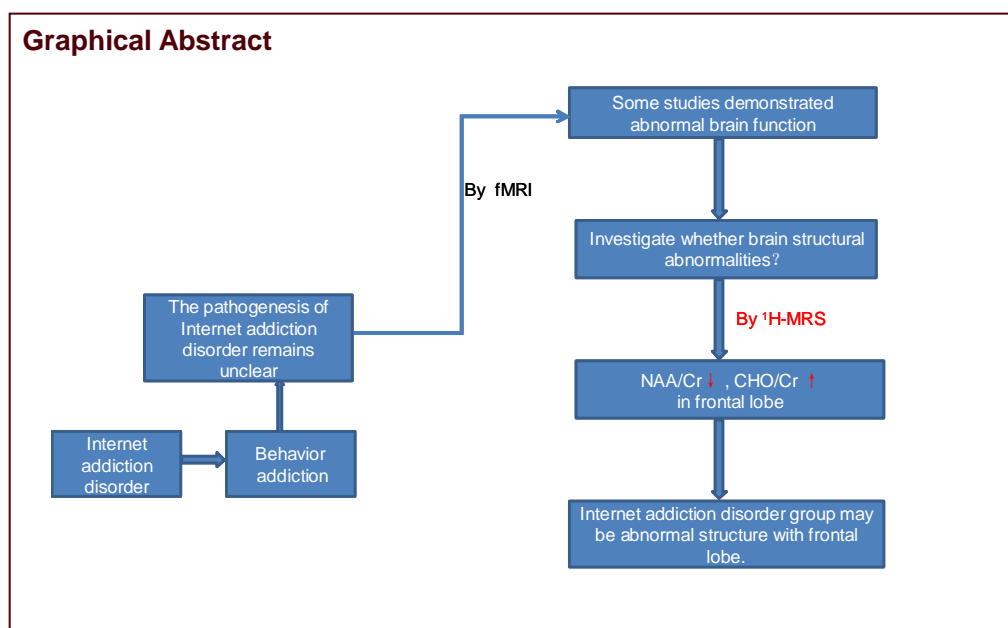 Graphical Abstract
Some studies demonstrated
abnormal brain function
By fMRI
Investigate whether brain structural
abnormalities？
The pathogenesis of
Internet addiction
disorder remains
unclear
By ¹H-MRS
NAA/Cr ↓ , CHO/Cr ↑
in frontal lobe
Internet
addiction
disorder
Behavior
addiction
Internet addiction disorder group may
be abnormal structure with frontal
lobe.